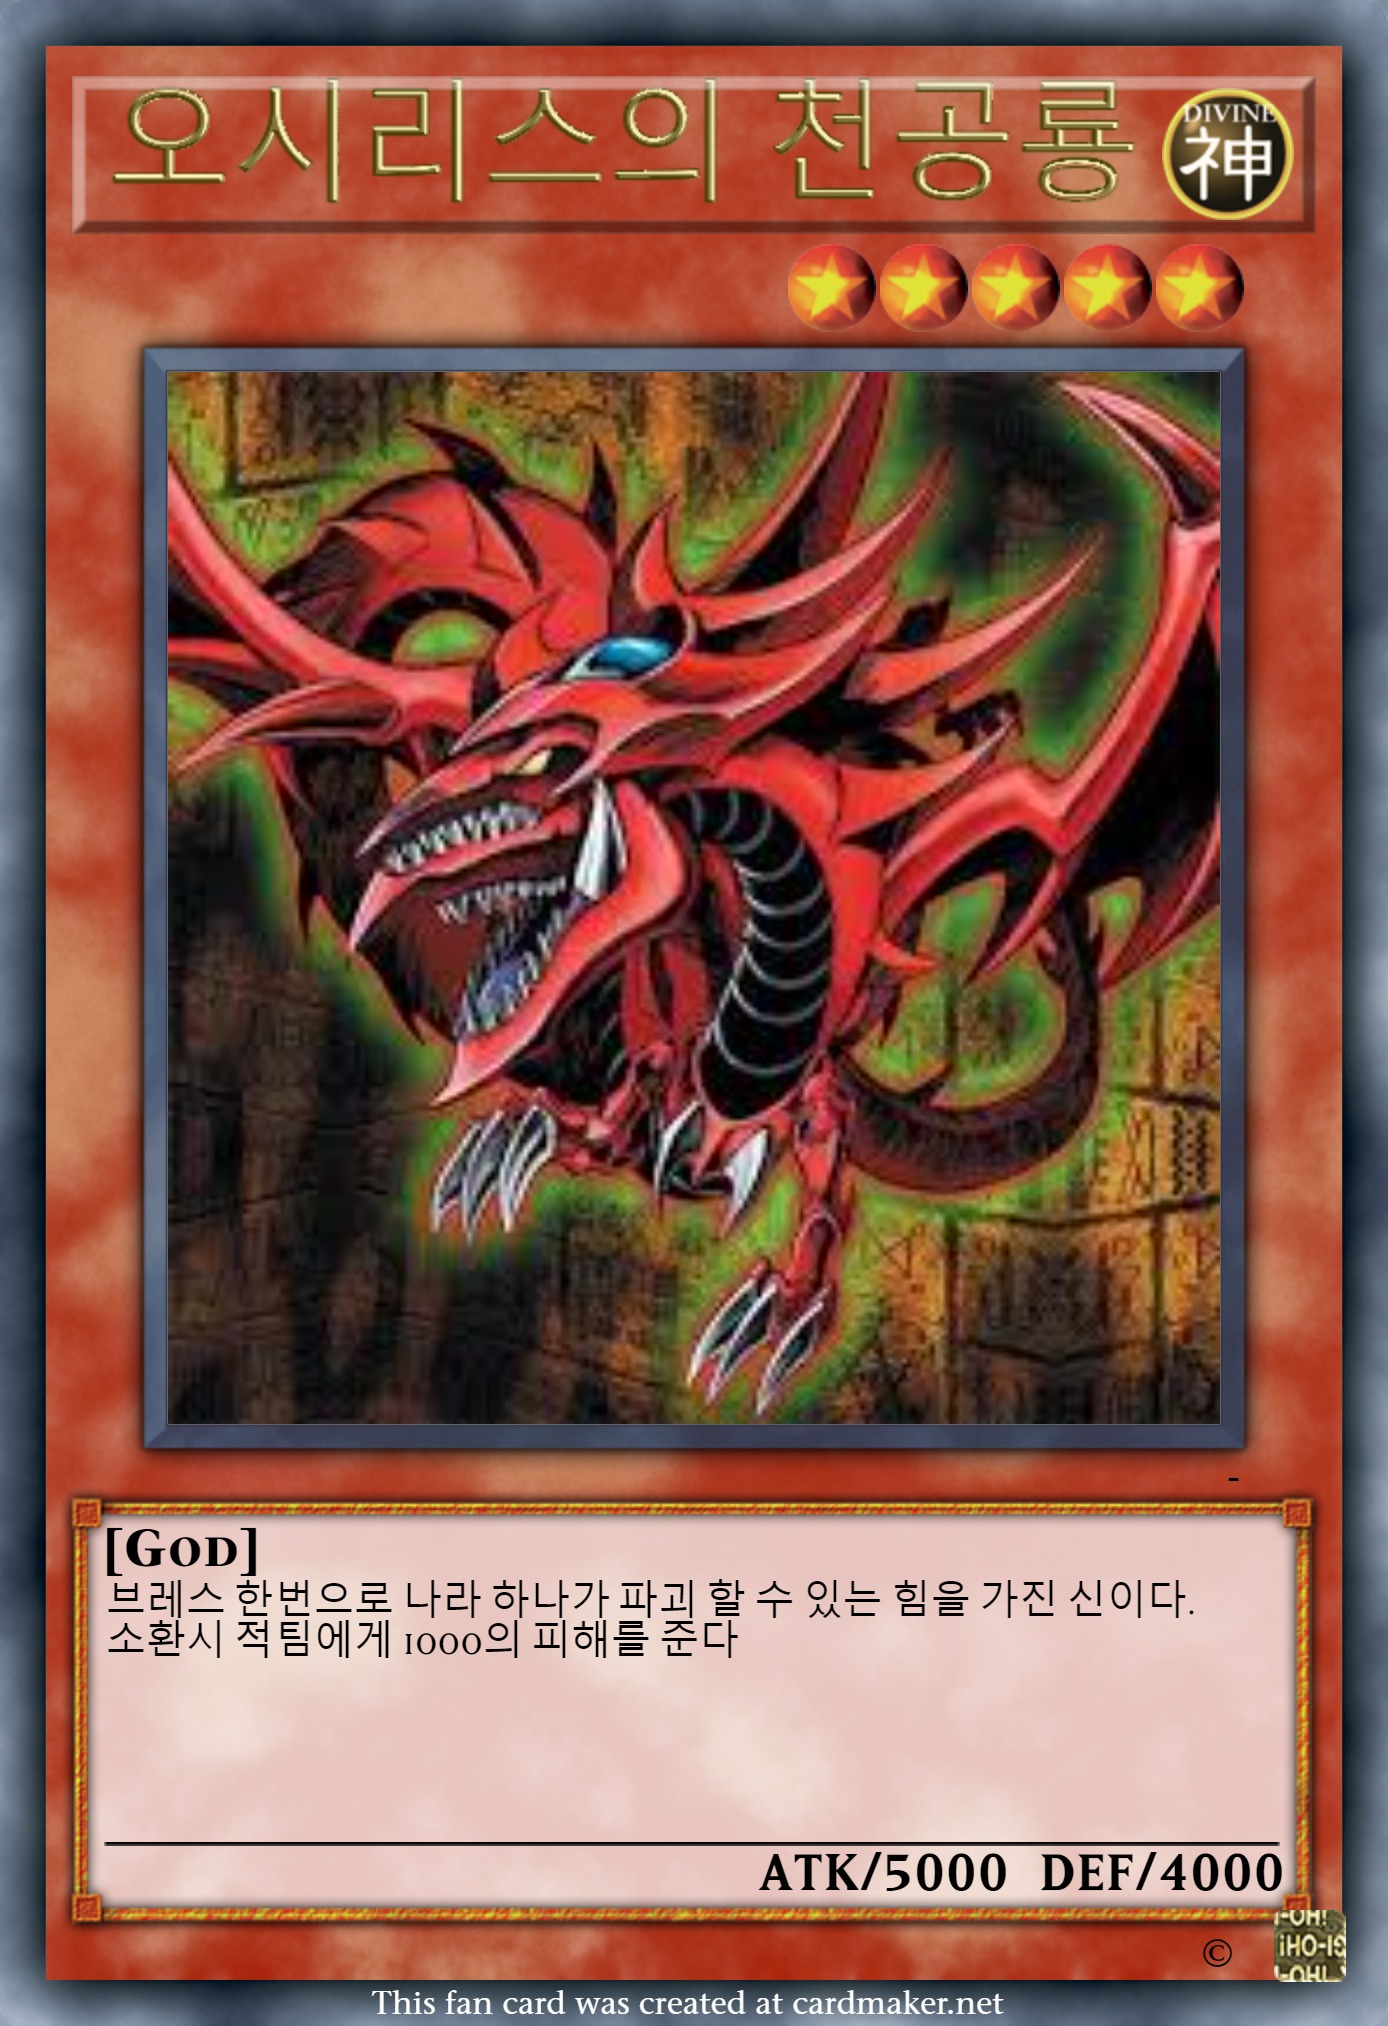 오시리스의 천공룡
DIVINE
神
-
[God]
브레스 한번으로 나라 하나가 파괴 할 수 있는 힘을 가진 신이다.
소환시 적팀에게 1000의 피해를 준다
ATK/5000 DEF/4000
©
This fan card was created at cardmaker.net